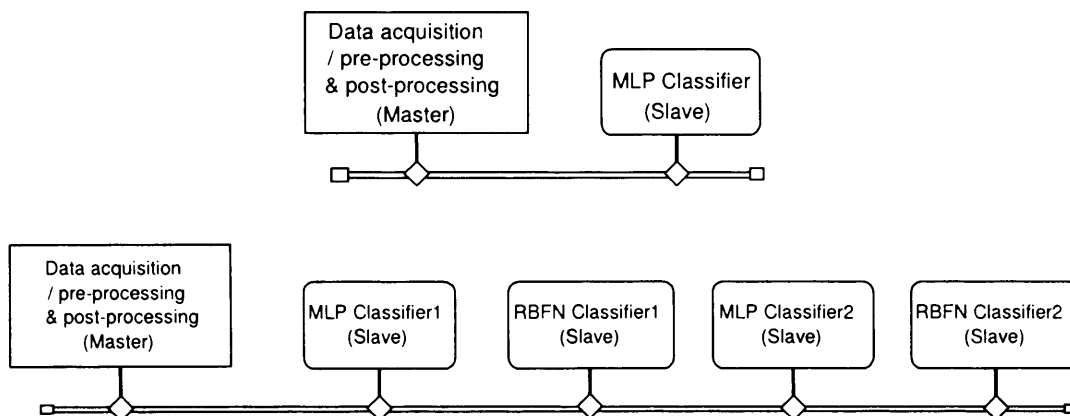 Data acquisition
/ pre-processing
& post-processing
(Master)
MLP Classifier
(Slave)
Data acquisition
/ pre-processing
& post-processing
(Master)
MLP Classifier1
(Slave)
RBFN Classifier1
(Slave)
MLP Classifier2
(Slave)
RBFN Classifier2
(Slave)